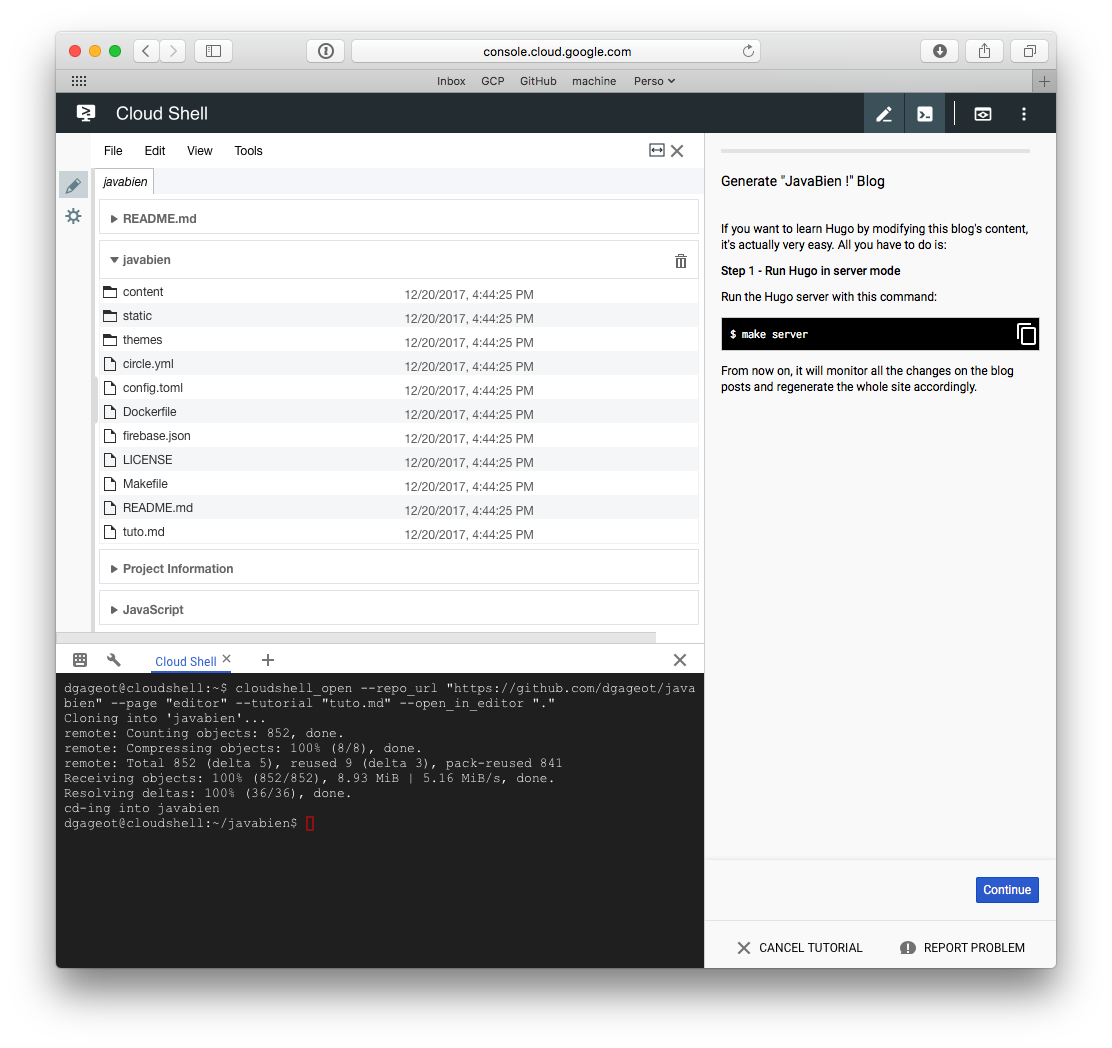 console.cloud.google.com
Inbox GCP GitHub machine Perso
Cloud Shell
File Edit View Tools
javabien
README.md
javabien
content 12/20/2017, 4:44:25 PM
static 12/20/2017, 4:44:25 PM
themes 12/20/2017, 4:44:25 PM
circle.yml 12/20/2017, 4:44:25 PM
config.toml 12/20/2017, 4:44:25 PM
Dockerfile 12/20/2017, 4:44:25 PM
firebase.json 12/20/2017, 4:44:25 PM
LICENSE 12/20/2017, 4:44:25 PM
Makefile 12/20/2017, 4:44:25 PM
README.md 12/20/2017, 4:44:25 PM
tuto.md 12/20/2017, 4:44:25 PM
Project Information
JavaScript
Cloud Shell
dgageot@cloudshell:~$ cloudshell_open --repo_url "https://github.com/dgageot/java
bien" --page "editor" --tutorial "tuto.md" --open_in_editor "."
Cloning into 'javabien'...
remote: Counting objects: 852, done.
remote: Compressing objects: 100% (8/8), done.
remote: Total 852 (delta 5), reused 9 (delta 3), pack-reused 841
Receiving objects: 100% (852/852), 8.93 MiB | 5.16 MiB/s, done.
Resolving deltas: 100% (36/36), done.
cd-ing into javabien
dgageot@cloudshell:~/javabien$
Generate "JavaBien !" Blog
If you want to learn Hugo by modifying this blog's content,
it's actually very easy. All you have to do is:
Step 1 - Run Hugo in server mode
Run the Hugo server with this command:
$ make server
From now on, it will monitor all the changes on the blog
posts and regenerate the whole site accordingly.
Continue
CANCEL TUTORIAL REPORT PROBLEM